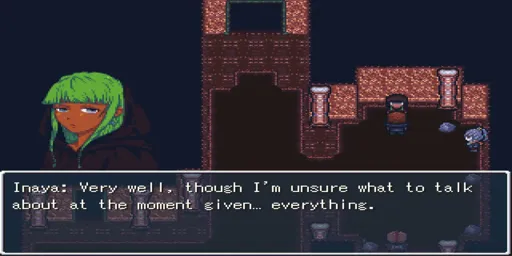 Inaya: Very well, though I'm unsure what to talk
about at the moment given… everything.